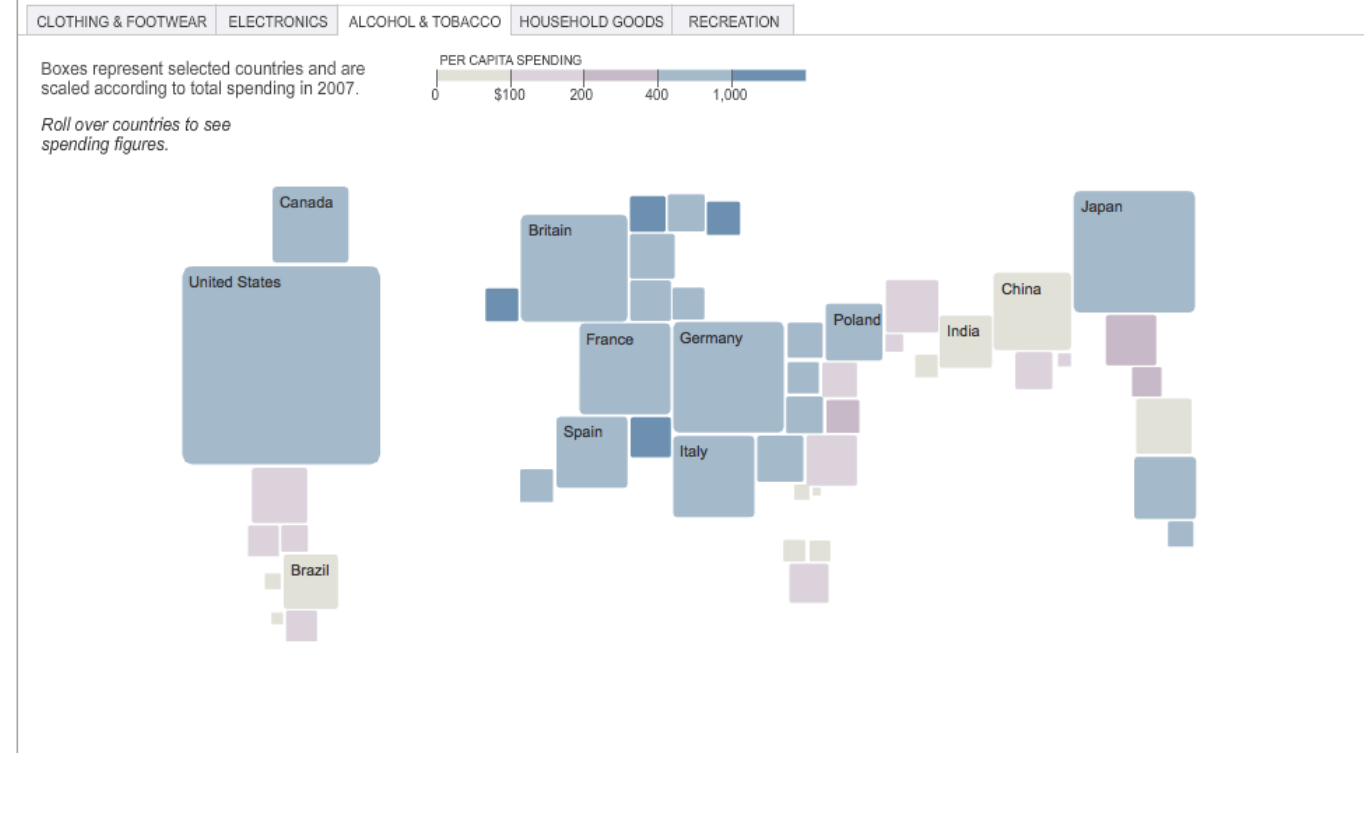 CLOTHING & FOOTWEAR ELECTRONICS ALCOHOL & TOBACCO HOUSEHOLD GOODS RECREATION
Boxes represent selected countries and are
scaled according to total spending in 2007.
Roll over countries to see
spending figures.
PER CAPITA SPENDING
0 $100 200 400 1,000
Canada
United States
Brazil
Britain
France
Germany
Spain
Italy
Poland
India
China
Japan